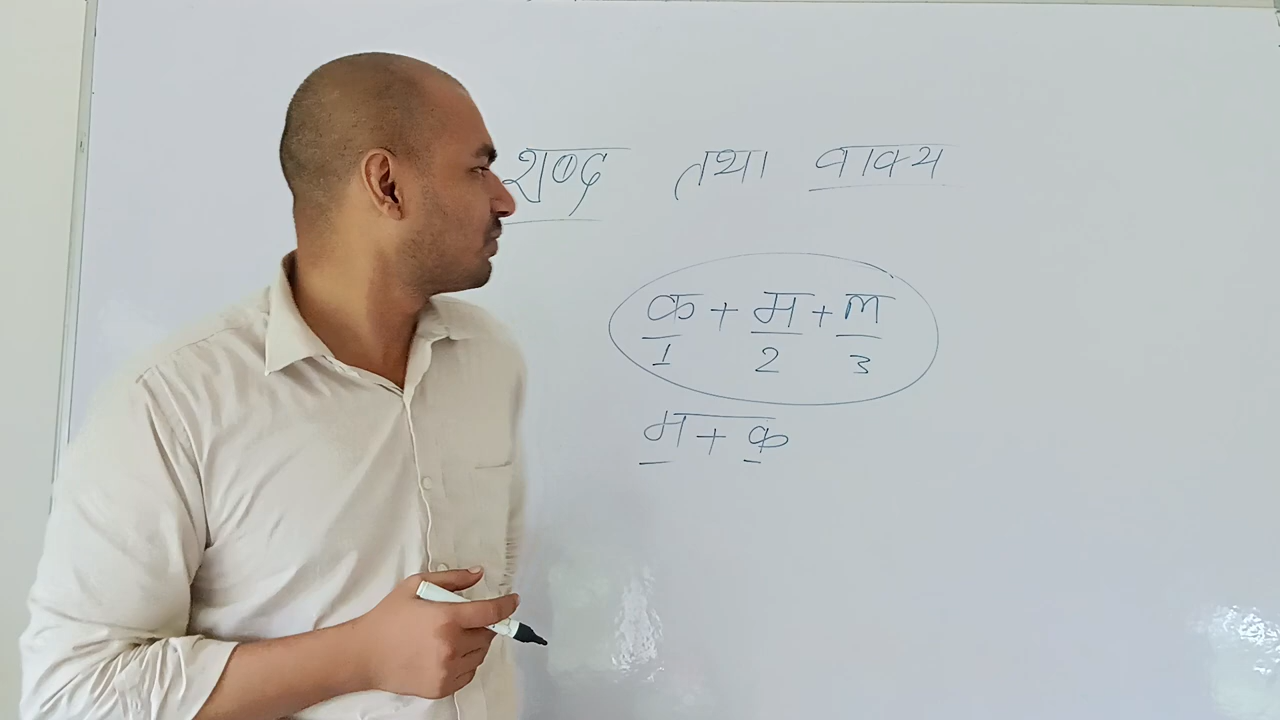 शब्द तथा वाक्य
क + म + ल
1 2 3
म + क